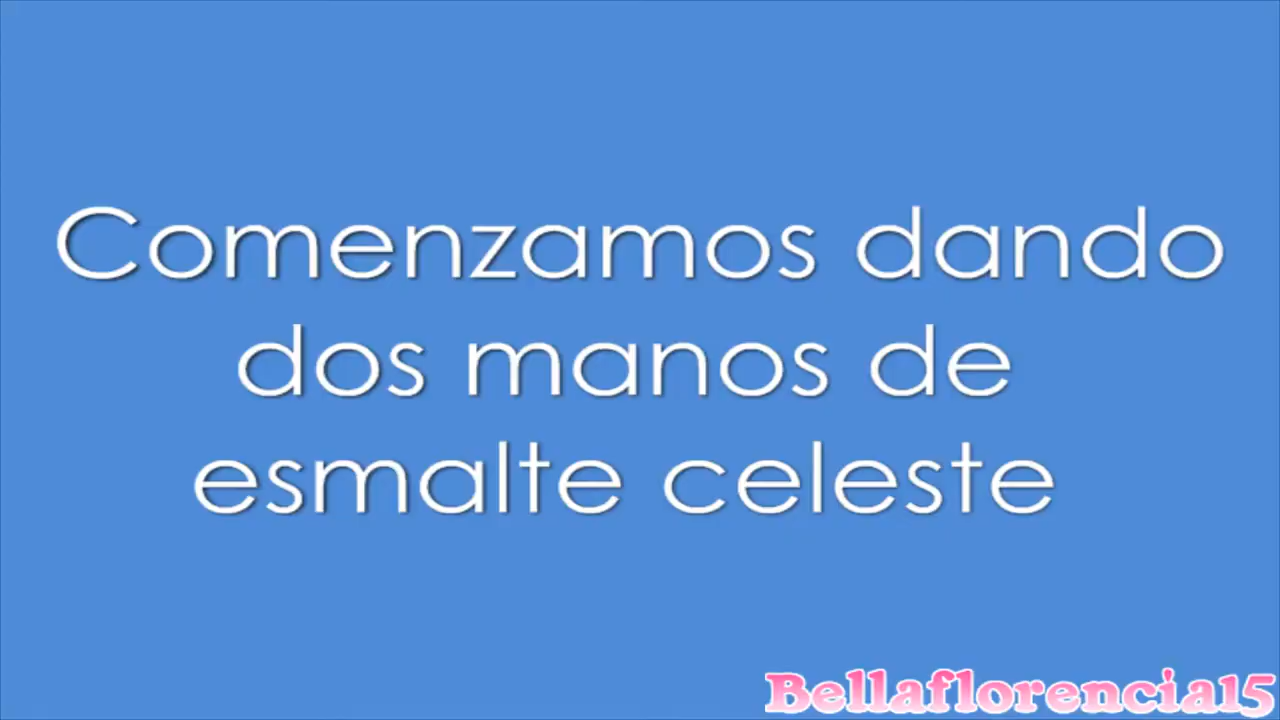 Comenzamos dando
dos manos de
esmalte celeste
Bellaflorencia15